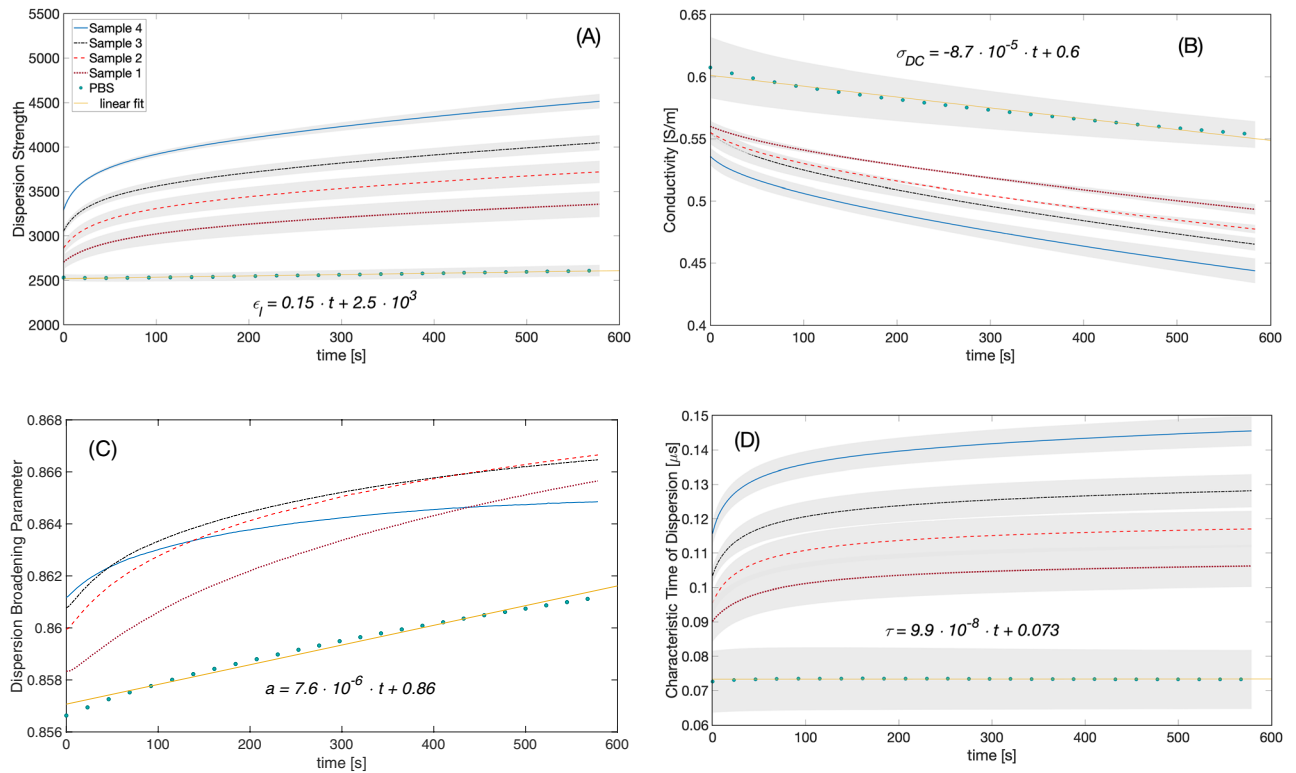 (A)
5500
5000
4500
4000
3500
3000
2500
2000
Dispersion Strength
Sample 4
Sample 3
Sample 2
Sample 1
PBS
linear fit
ϵ_I = 0.15 · t + 2.5 · 10^3
0 100 200 300 400 500 600
time [s]
(B)
0.65
0.6
0.55
0.5
0.45
0.4
Conductivity [S/m]
σ_DC = -8.7 · 10^-5 · t + 0.6
0 100 200 300 400 500 600
time [s]
(C)
0.868
0.866
0.864
0.862
0.86
0.858
0.856
Dispersion Broadening Parameter
a = 7.6 · 10^-6 · t + 0.86
0 100 200 300 400 500 600
time [s]
(D)
0.15
0.14
0.13
0.12
0.11
0.1
0.09
0.08
0.07
0.06
Characteristic Time of Dispersion [μs]
τ = 9.9 · 10^-8 · t + 0.073
0 100 200 300 400 500 600
time [s]